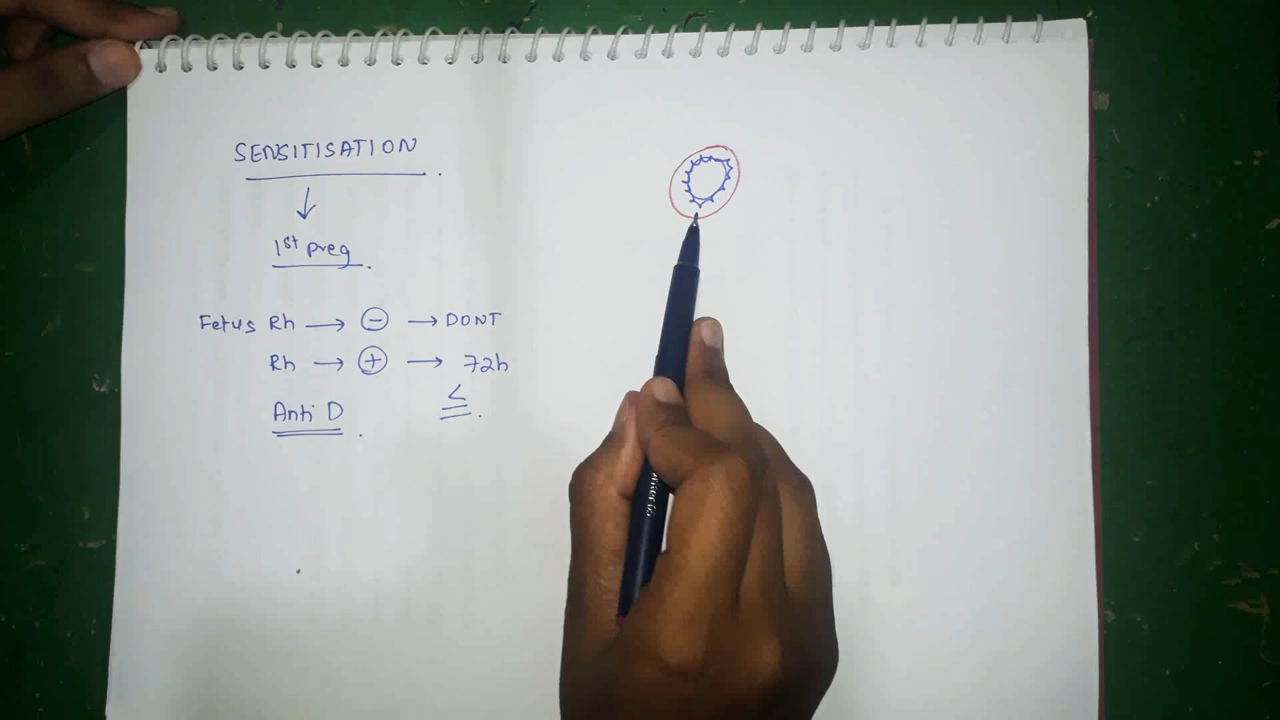 SENSITISATION
↓
1st preg.
Fetus Rh → ⊖ → DONT
Rh → ⊕ → 72h
Anti D. <